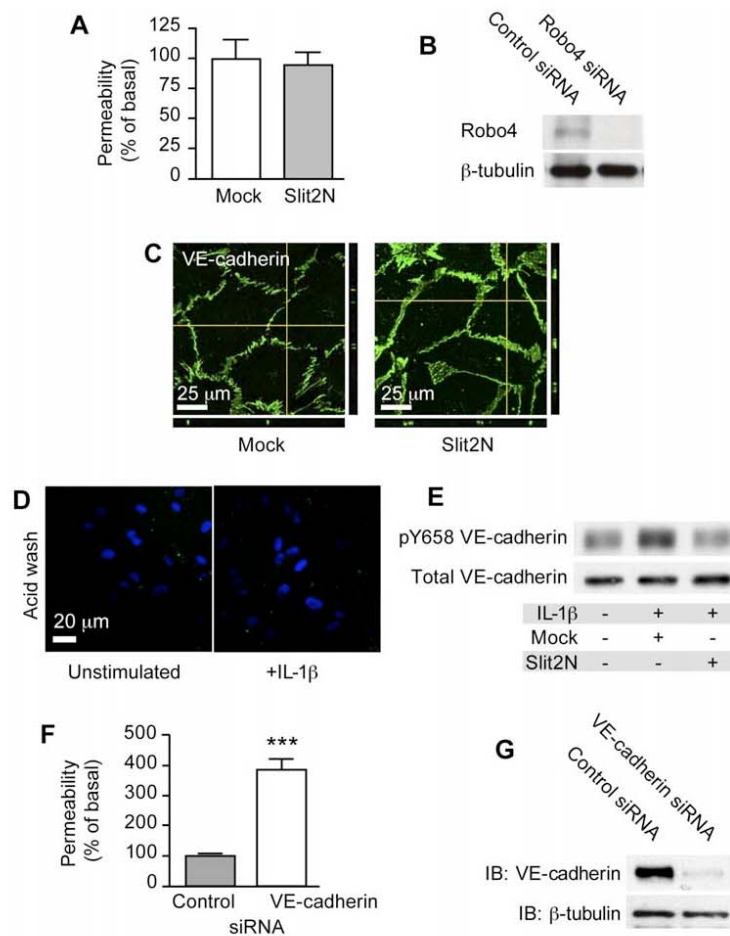 A
Permeability
(% of basal)
125
100
75
50
25
0
Mock
Slit2N
B
Control siRNA
Robo4 siRNA
Robo4
β-tubulin
C
VE-cadherin
25 μm
25 μm
Mock
Slit2N
D
Acid wash
20 μm
Unstimulated
+IL-1β
E
pY658 VE-cadherin
Total VE-cadherin
IL-1β - + +
Mock - + -
Slit2N - - +
F
Permeability
(% of basal)
500
400
300
200
100
0
***
Control
VE-cadherin
siRNA
G
Control siRNA
VE-cadherin siRNA
IB: VE-cadherin
IB: β-tubulin